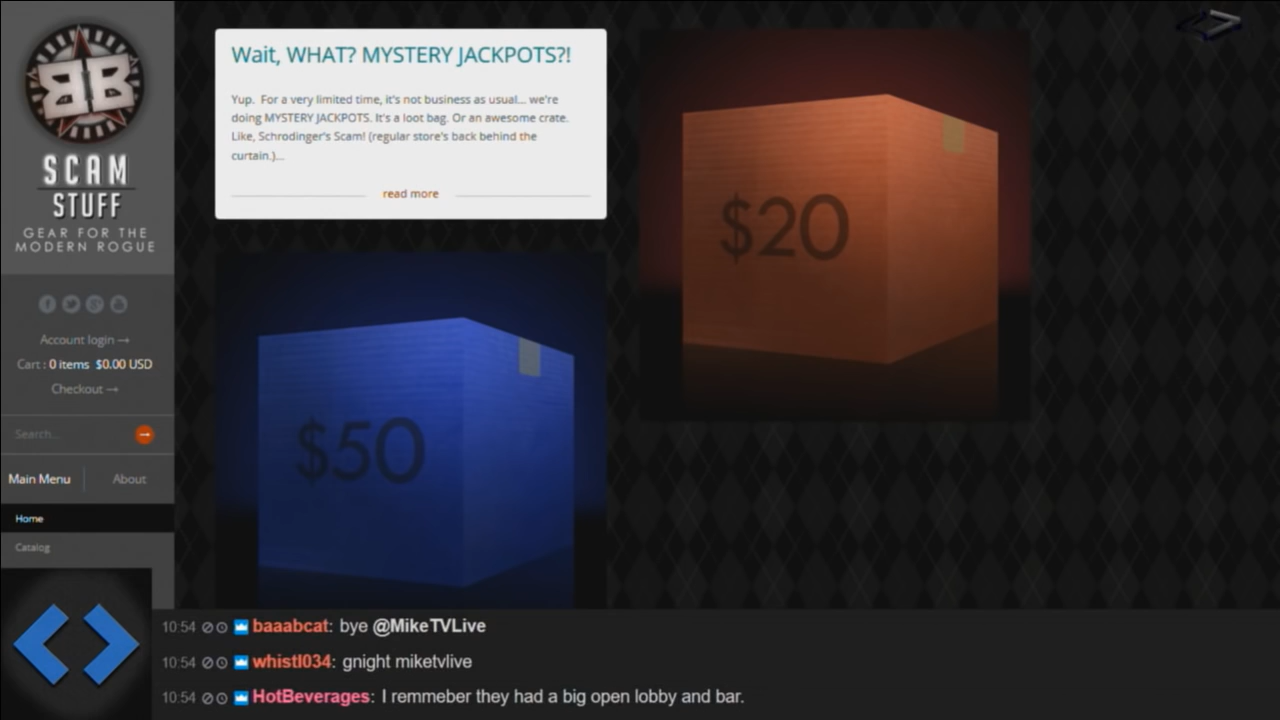 BB
SCAM
STUFF
GEAR FOR THE
MODERN ROGUE
Account login →
Cart : 0 items $0.00 USD
Checkout →
Search...
Main Menu
About
Home
Catalog
Wait, WHAT? MYSTERY JACKPOTS?!
Yup. For a very limited time, it's not business as usual... we're
doing MYSTERY JACKPOTS. It's a loot bag. Or an awesome crate.
Like, Schrodinger's Scam! (regular store's back behind the
curtain.)...
read more
$20
$50
10:54 baaabcat: bye @MikeTVLive
10:54 whistl034: gnight miketvlive
10:54 HotBeverages: I remmeber they had a big open lobby and bar.